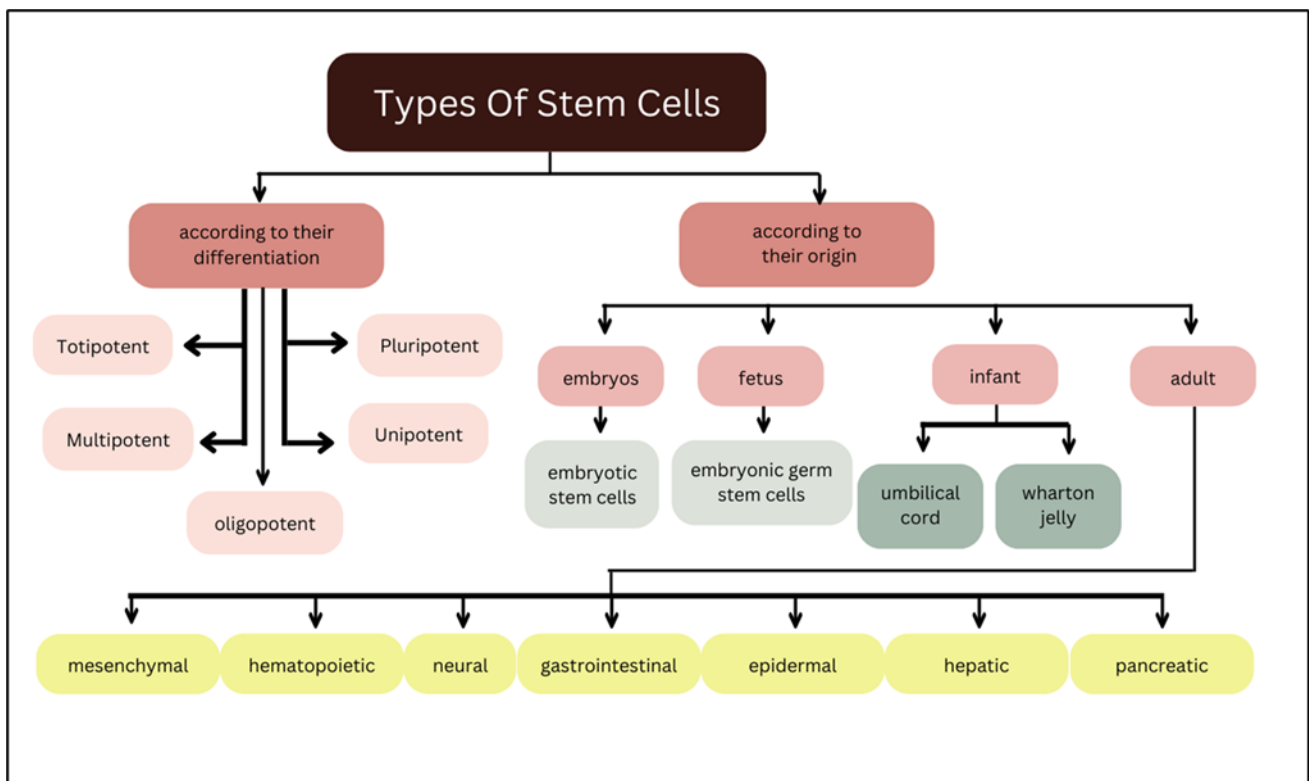 Types Of Stem Cells
according to their
differentiation
according to
their origin
Totipotent
Pluripotent
Multipotent
Unipotent
oligopotent
embryos
fetus
infant
adult
embryotic
stem cells
embryonic germ
stem cells
umbilical
cord
wharton
jelly
mesenchymal
hematopoietic
neural
gastrointestinal
epidermal
hepatic
pancreatic